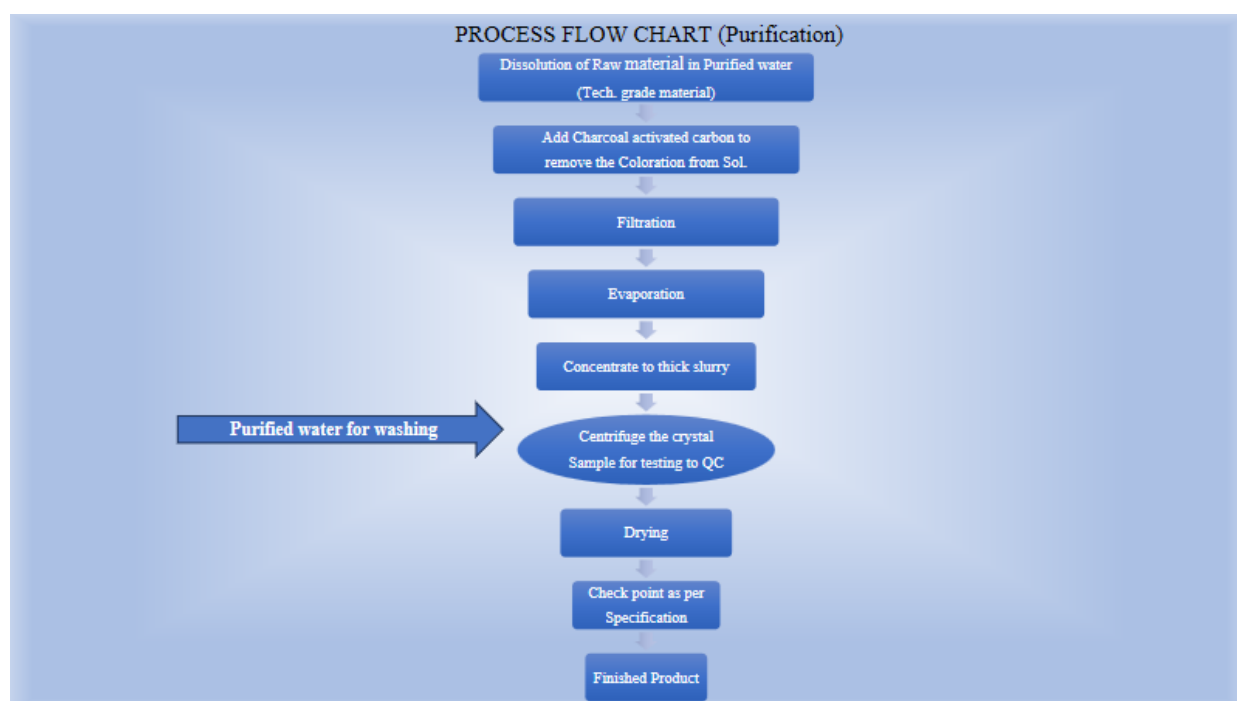 PROCESS FLOW CHART (Purification)
Dissolution of Raw material in Purified water
(Tech. grade material)
Add Charcoal activated carbon to
remove the Coloration from Sol.
Filtration
Evaporation
Concentrate to thick slurry
Purified water for washing
Centrifuge the crystal
Sample for testing to QC
Drying
Check point as per
Specification
Finished Product